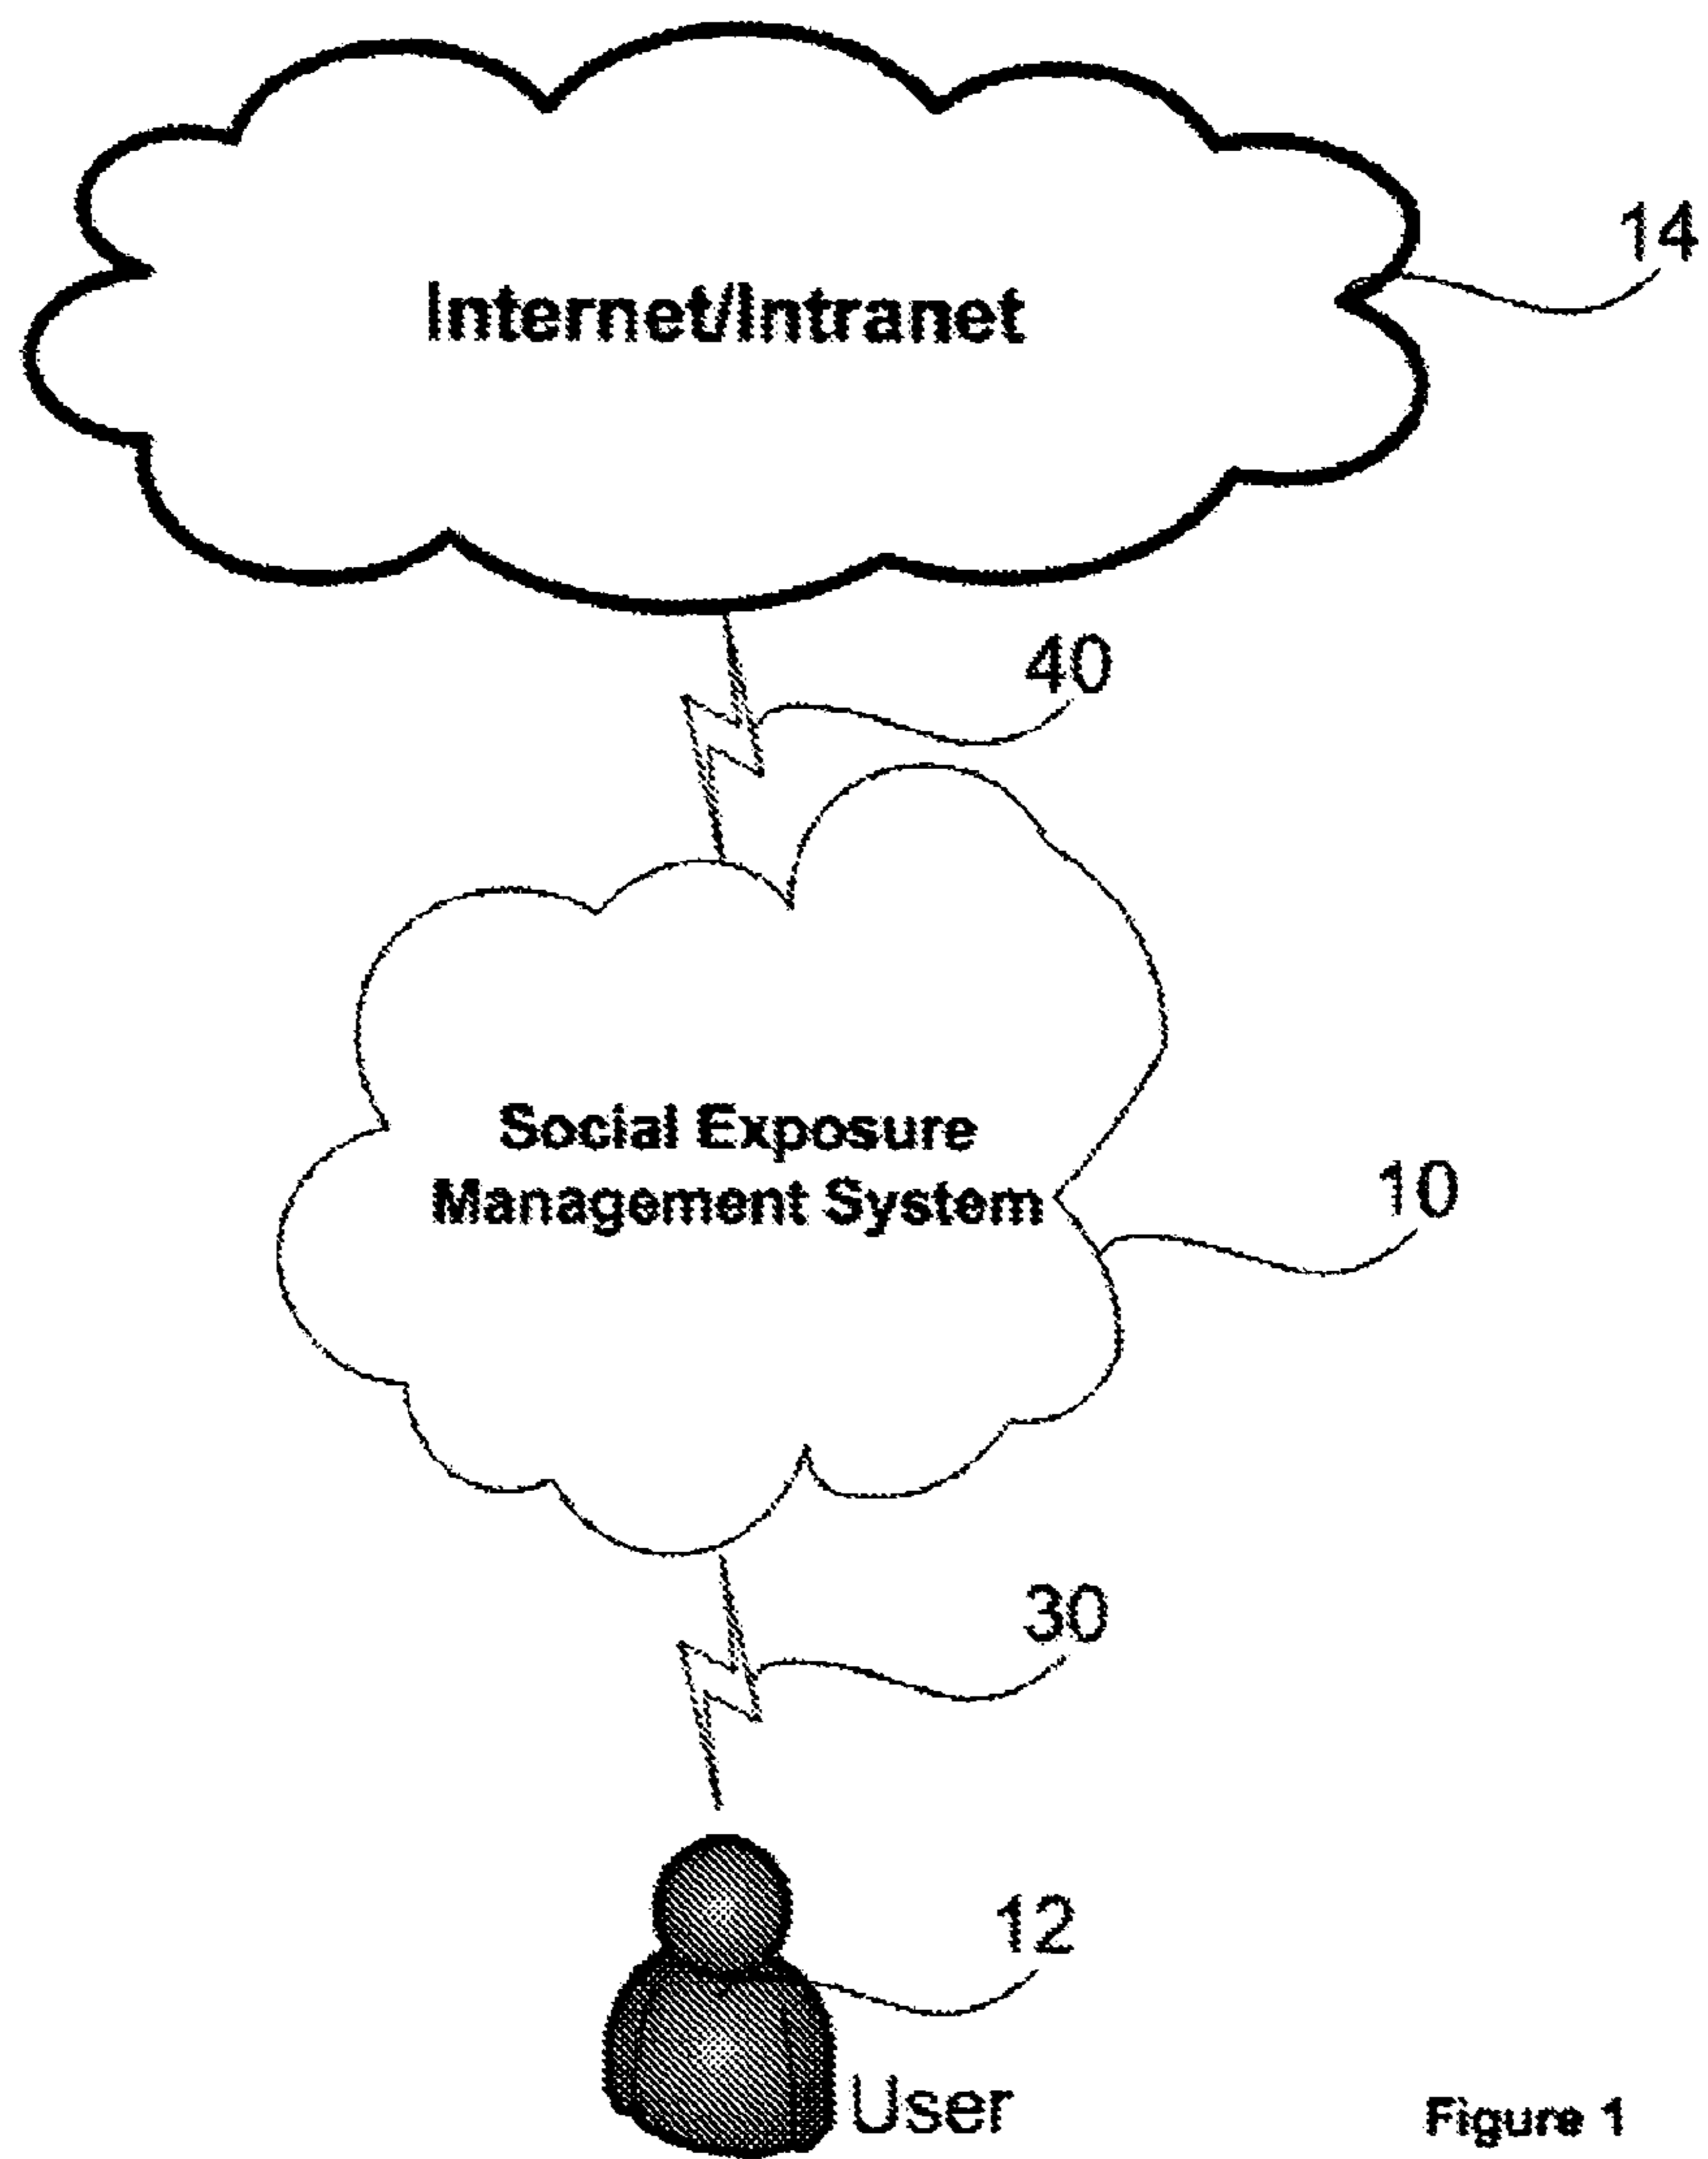 14
Internet/Intranet
40
Social Exposure
Management System
10
30
12
User
Figure 1